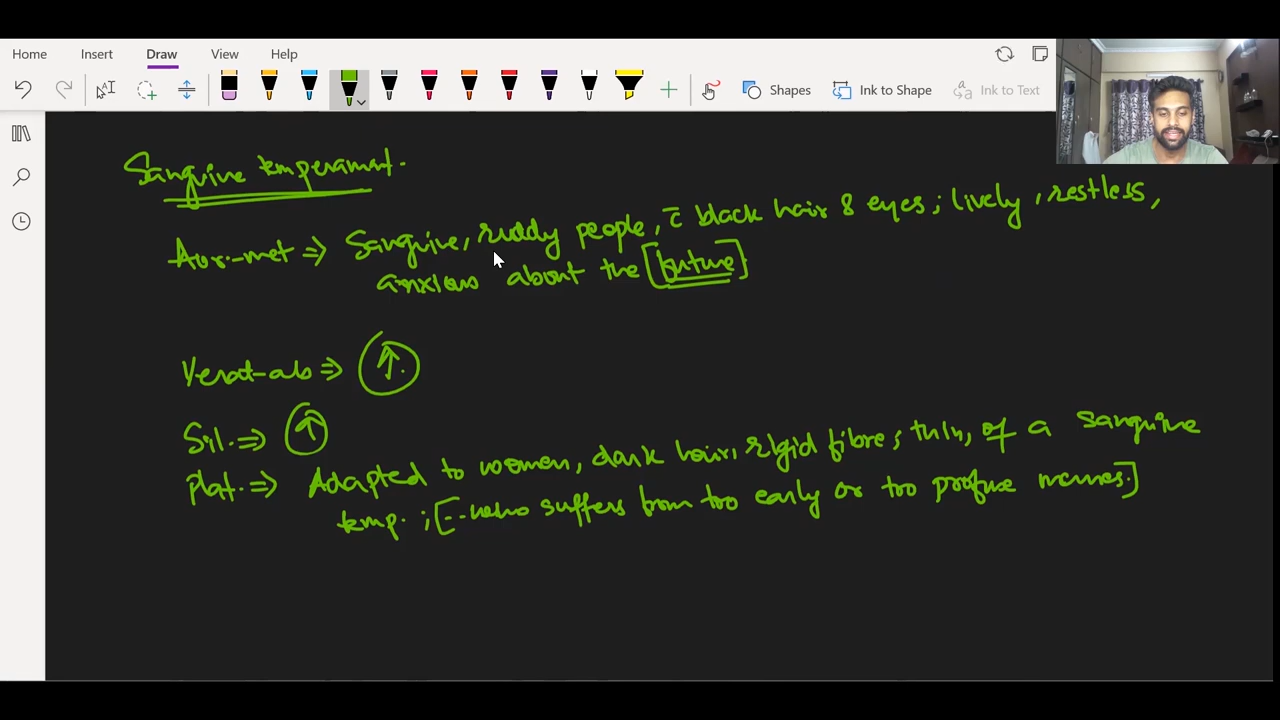 Home Insert Draw View Help
Shapes Ink to Shape Ink to Text
Sanguine temperament.
Aur.-met ⇒ Sanguine, ruddy people, c̄ black hair & eyes; lively, restless,
anxious about the [future]
Verat-alb ⇒ ↑.
Sil. ⇒ ↑
Plat. ⇒ Adapted to women, dark hair, rigid fibre, thin, of a sanguine
temp. ; [-- who suffers from too early or too profuse menses.]